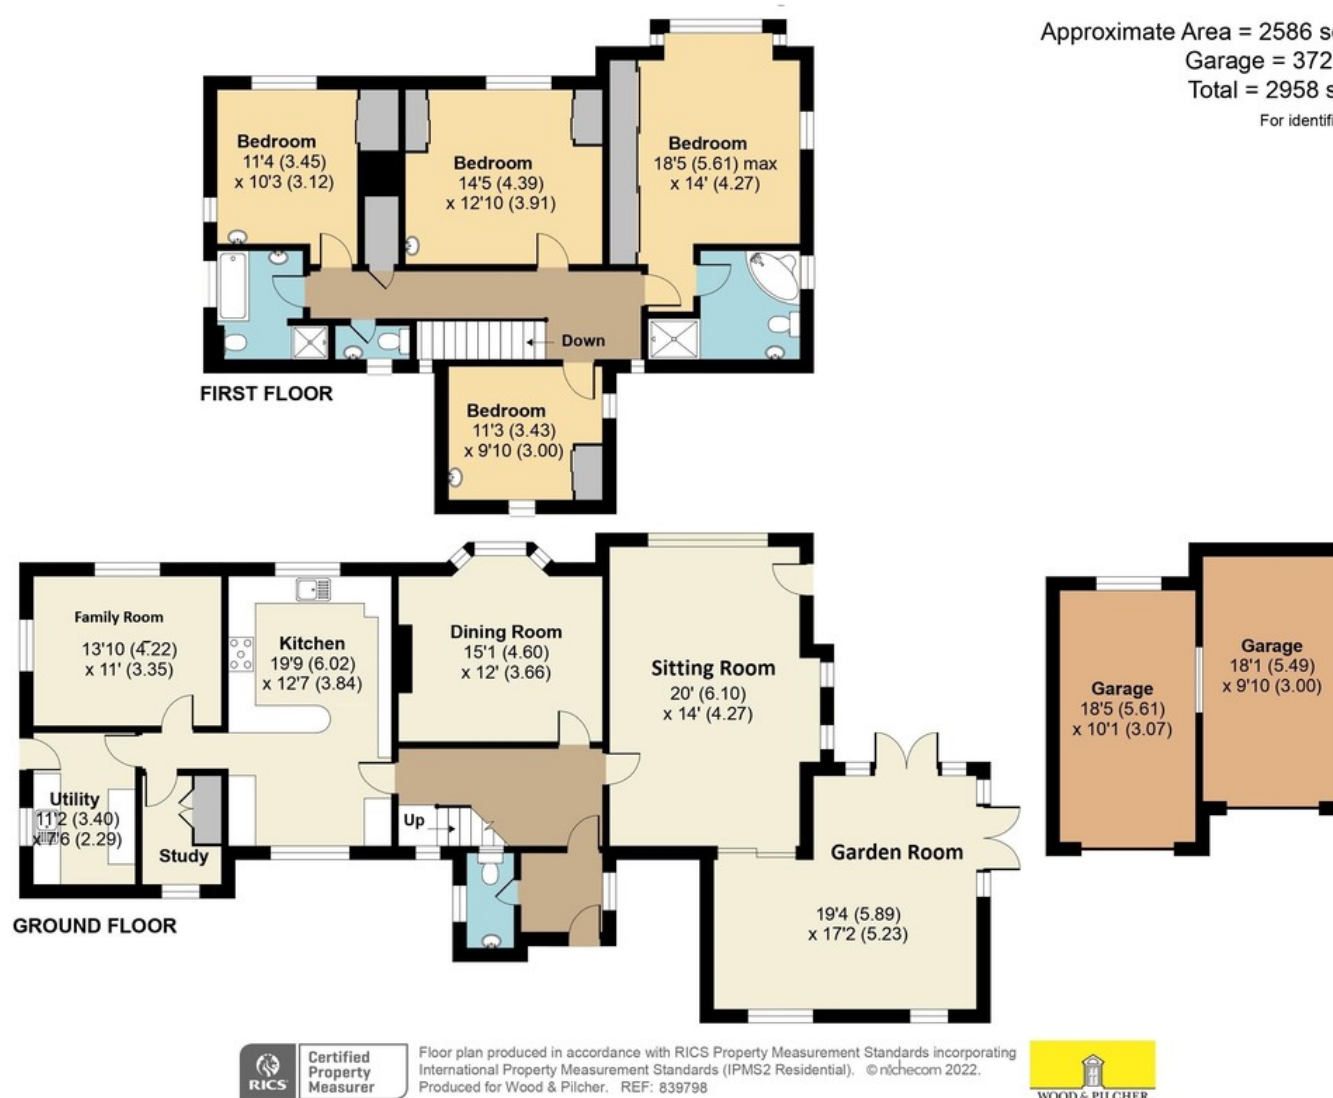 Approximate Area = 2586
Garage = 372
Total = 2958
For
Bedroom
11'4 (3.45)
x 10'3 (3.12)
Bedroom
14'5 (4.39)
x 12'10 (3.91)
Bedroom
18'5 (5.61) max
x 14' (4.27)
Down
FIRST FLOOR
Bedroom
11'3 (3.43)
x 9'10 (3.00)
Family Room
13'10 (4.22)
x 11' (3.35)
Kitchen
19'9 (6.02)
x 12'7 (3.84)
Dining Room
15'1 (4.60)
x 12' (3.66)
Sitting Room
20' (6.10)
x 14' (4.27)
Garage
18'5 (5.61)
x 10'1 (3.07)
Garage
18'1 (5.49)
x 9'10 (3.00)
Utility
11'2 (3.40)
x 7'6 (2.29)
Study
Up
Garden Room
19'4 (5.89)
x 17'2 (5.23)
GROUND FLOOR
RICS
Certified
Property
Measurer
Floor plan produced in accordance with RICS Property Measurement Standards incorporating
International Property Measurement Standards (IPMS2 Residential). © nichecom 2022.
Produced for Wood & Pilcher. REF: 839798
WOOD & PILCHER